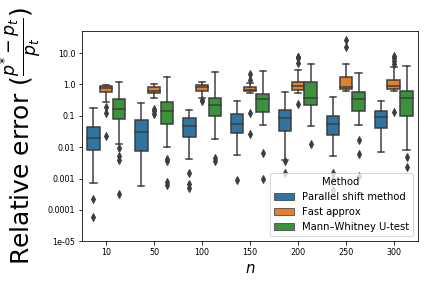 Relative error (p* − p_t / p_t)
10.0
1.0
0.1
0.01
0.001
0.0001
1e-05
10 50 100 150 200 250 300
n
Method
Parallel shift method
Fast approx
Mann–Whitney U-test